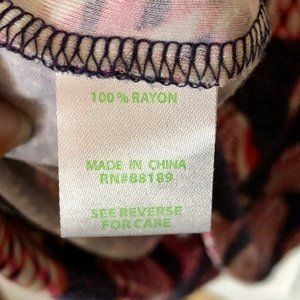 100% RAYON
MADE IN CHINA
RN#88189
SEE REVERSE
FOR CARE